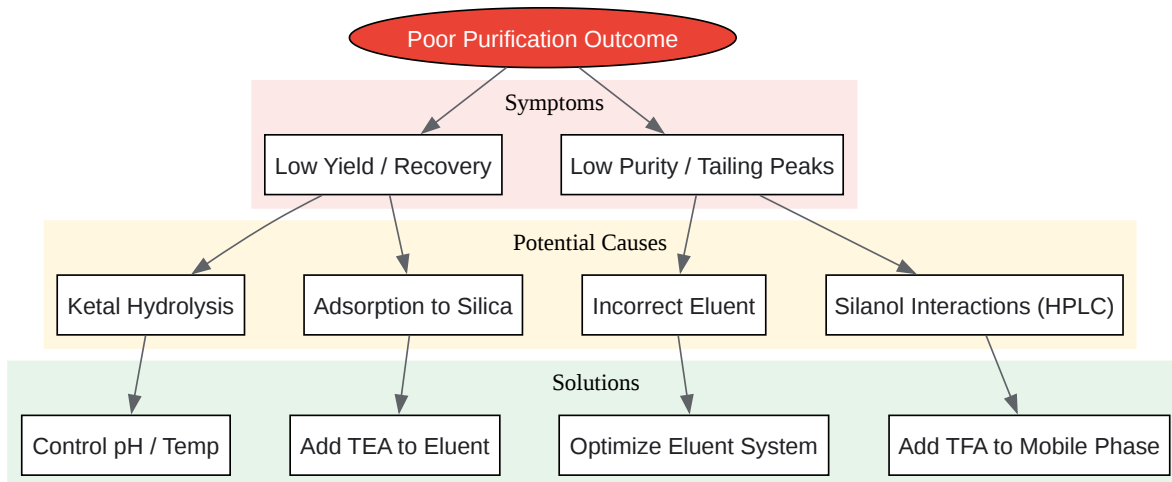 Poor Purification Outcome
Symptoms
Low Yield / Recovery
Low Purity / Tailing Peaks
Potential Causes
Ketal Hydrolysis
Adsorption to Silica
Incorrect Eluent
Silanol Interactions (HPLC)
Solutions
Control pH / Temp
Add TEA to Eluent
Optimize Eluent System
Add TFA to Mobile Phase